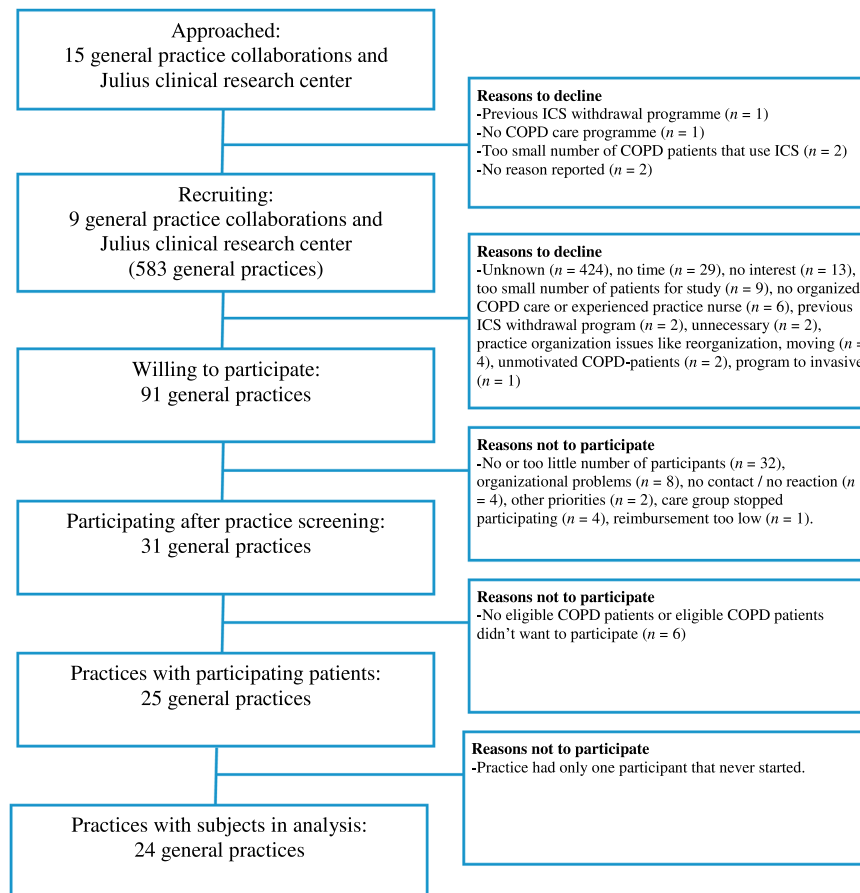 Approached:
15 general practice collaborations and
Julius clinical research center
Reasons to decline
-Previous ICS withdrawal programme (n = 1)
-No COPD care programme (n = 1)
-Too small number of COPD patients that use ICS (n = 2)
-No reason reported (n = 2)
Recruiting:
9 general practice collaborations and
Julius clinical research center
(583 general practices)
Reasons to decline
-Unknown (n = 424), no time (n = 29), no interest (n = 13),
too small number of patients for study (n = 9), no organized
COPD care or experienced practice nurse (n = 6), previous
ICS withdrawal program (n = 2), unnecessary (n = 2),
practice organization issues like reorganization, moving (n =
4), unmotivated COPD-patients (n = 2), program to invasive
(n = 1)
Willing to participate:
91 general practices
Reasons not to participate
-No or too little number of participants (n = 32),
organizational problems (n = 8), no contact / no reaction (n
= 4), other priorities (n = 2), care group stopped
participating (n = 4), reimbursement too low (n = 1).
Participating after practice screening:
31 general practices
Reasons not to participate
-No eligible COPD patients or eligible COPD patients
didn't want to participate (n = 6)
Practices with participating patients:
25 general practices
Reasons not to participate
-Practice had only one participant that never started.
Practices with subjects in analysis:
24 general practices